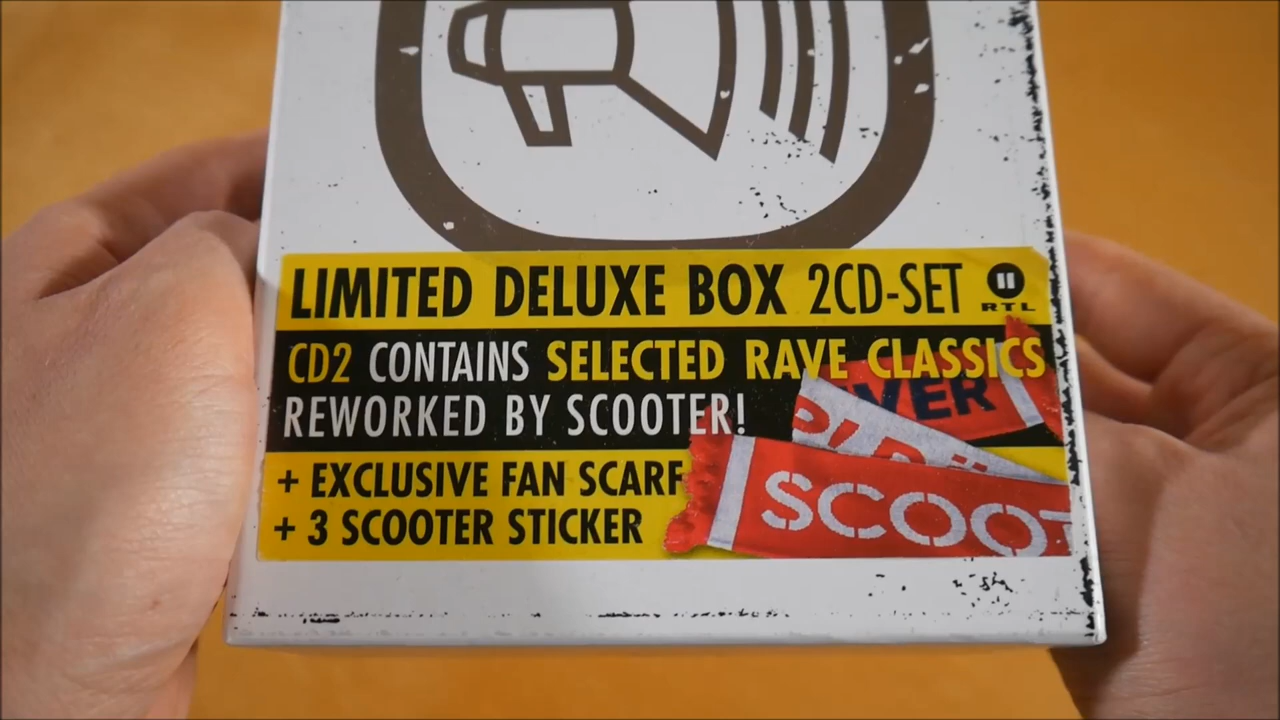 LIMITED DELUXE BOX 2CD-SET
RTL
CD2 CONTAINS SELECTED RAVE CLASSICS
REWORKED BY SCOOTER!
+ EXCLUSIVE FAN SCARF
+ 3 SCOOTER STICKER
SCOOT